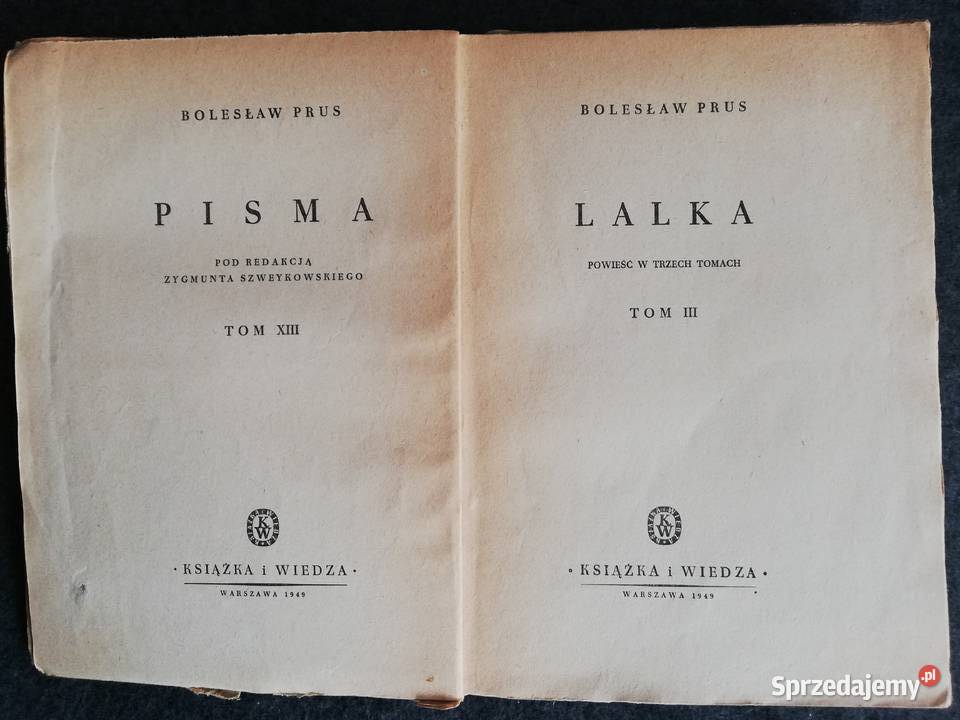 BOLESŁAW PRUS
PISMA
POD REDAKCJĄ
ZYGMUNTA SZWEYKOWSKIEGO
TOM XIII
KW
· KSIĄŻKA i WIEDZA ·
WARSZAWA 1949
BOLESŁAW PRUS
LALKA
POWIEŚĆ W TRZECH TOMACH
TOM III
KW
· KSIĄŻKA i WIEDZA ·
WARSZAWA 1949
Sprzedajemy.pl